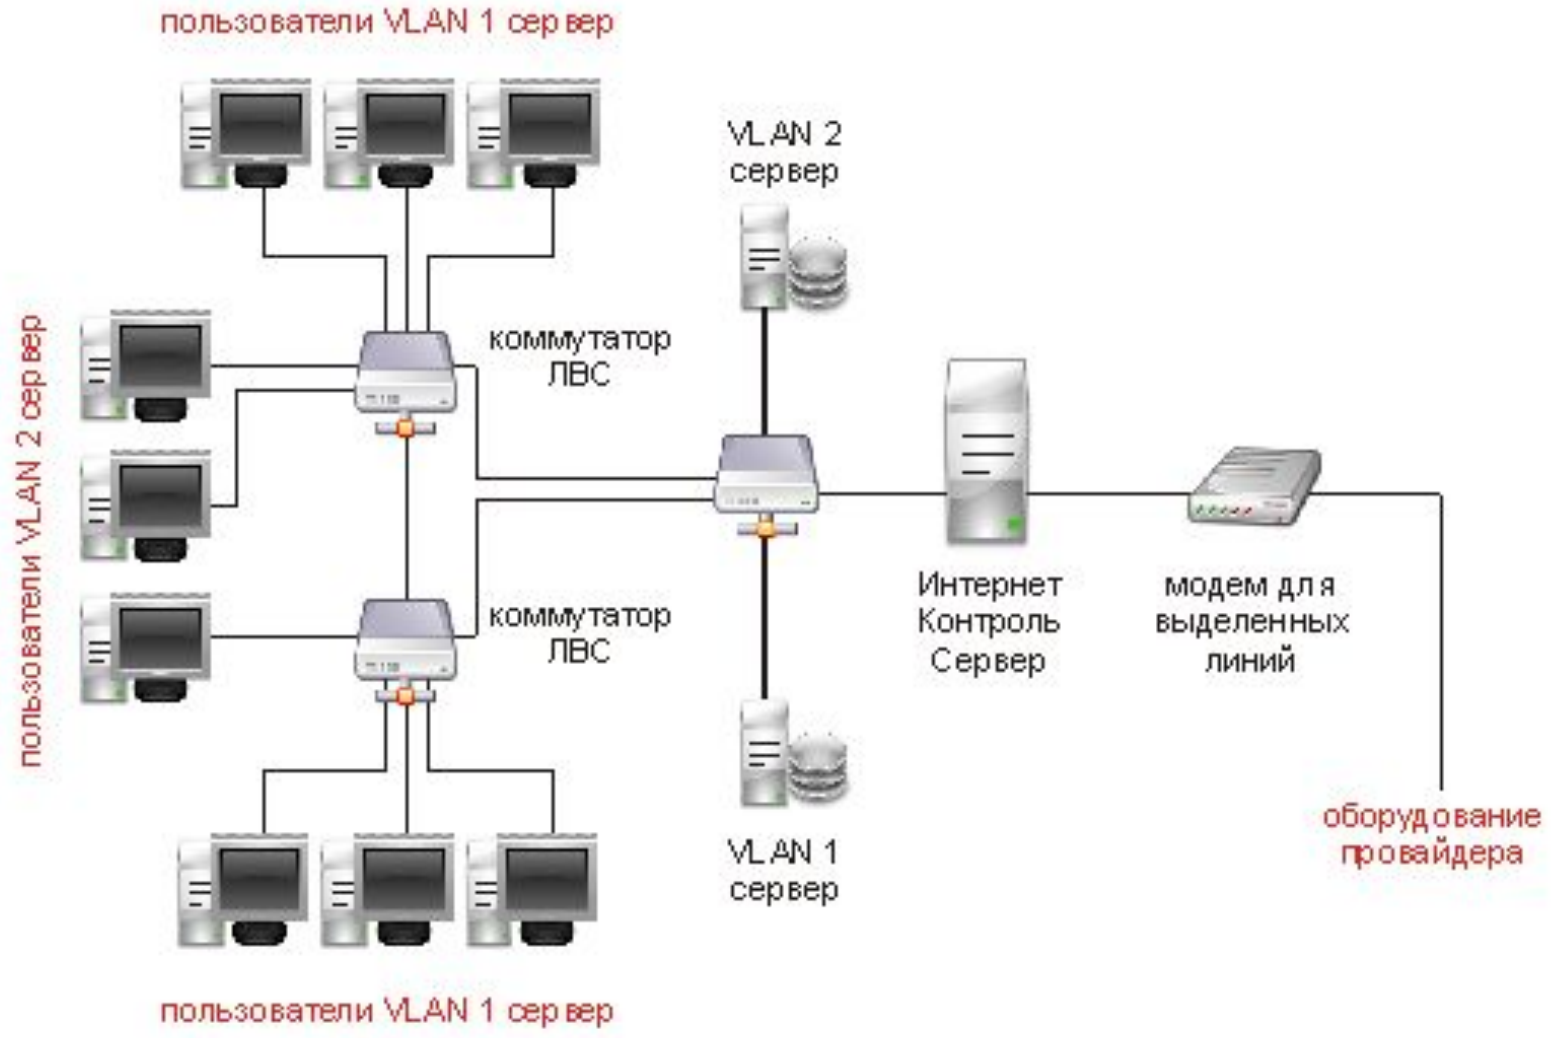 пользователи VLAN 1 сервер
VLAN 2
сервер
пользователи VLAN 2 сервер
коммутатор
ЛВС
коммутатор
ЛВС
Интернет
Контроль
Сервер
модем для
выделенных
линий
VLAN 1
сервер
оборудование
провайдера
пользователи VLAN 1 сервер